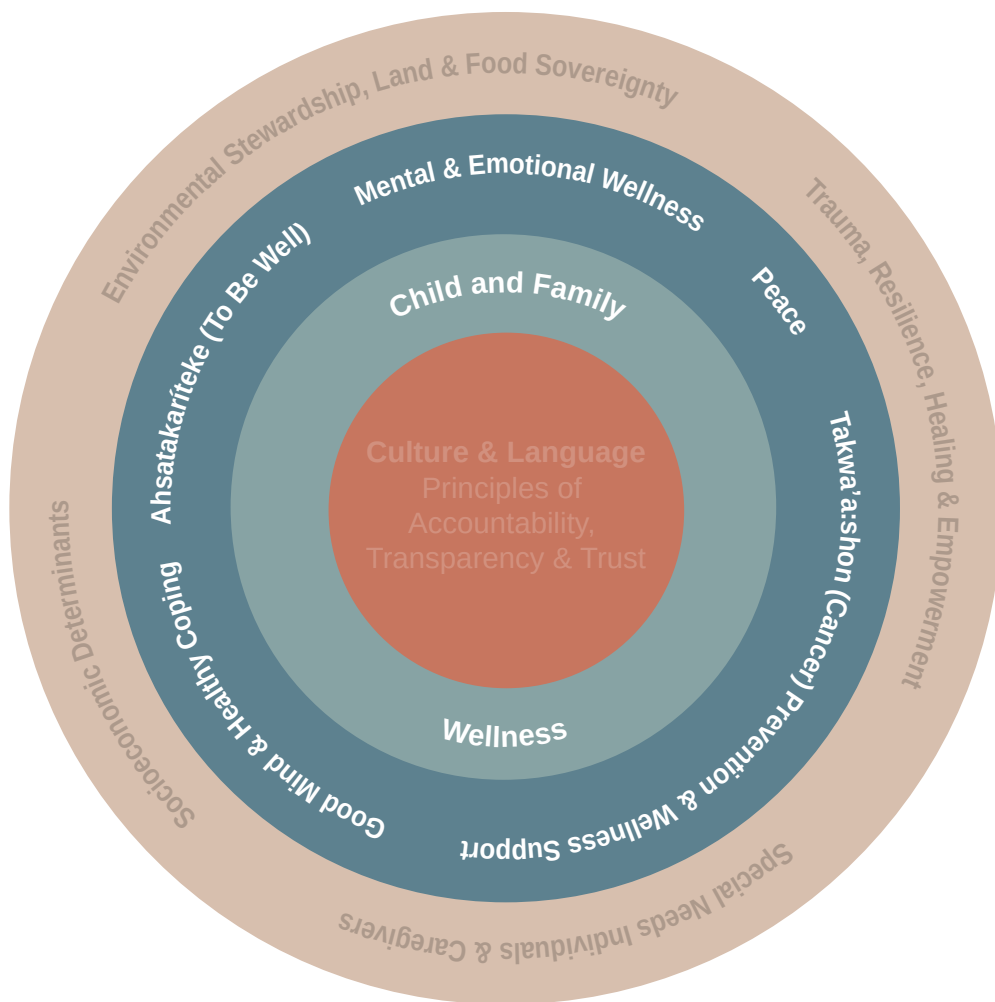 Environmental Stewardship, Land & Food Sovereignty
Trauma, Resilience, Healing & Empowerment
Special Needs Individuals & Caregivers
Socioeconomic Determinants
Mental & Emotional Wellness
Peace
Takwa’a:shon (Cancer) Prevention & Wellness Support
Good Mind & Healthy Coping
Ahsatakaríteke (To Be Well)
Child and Family
Wellness
Culture & Language
Principles of
Accountability,
Transparency & Trust